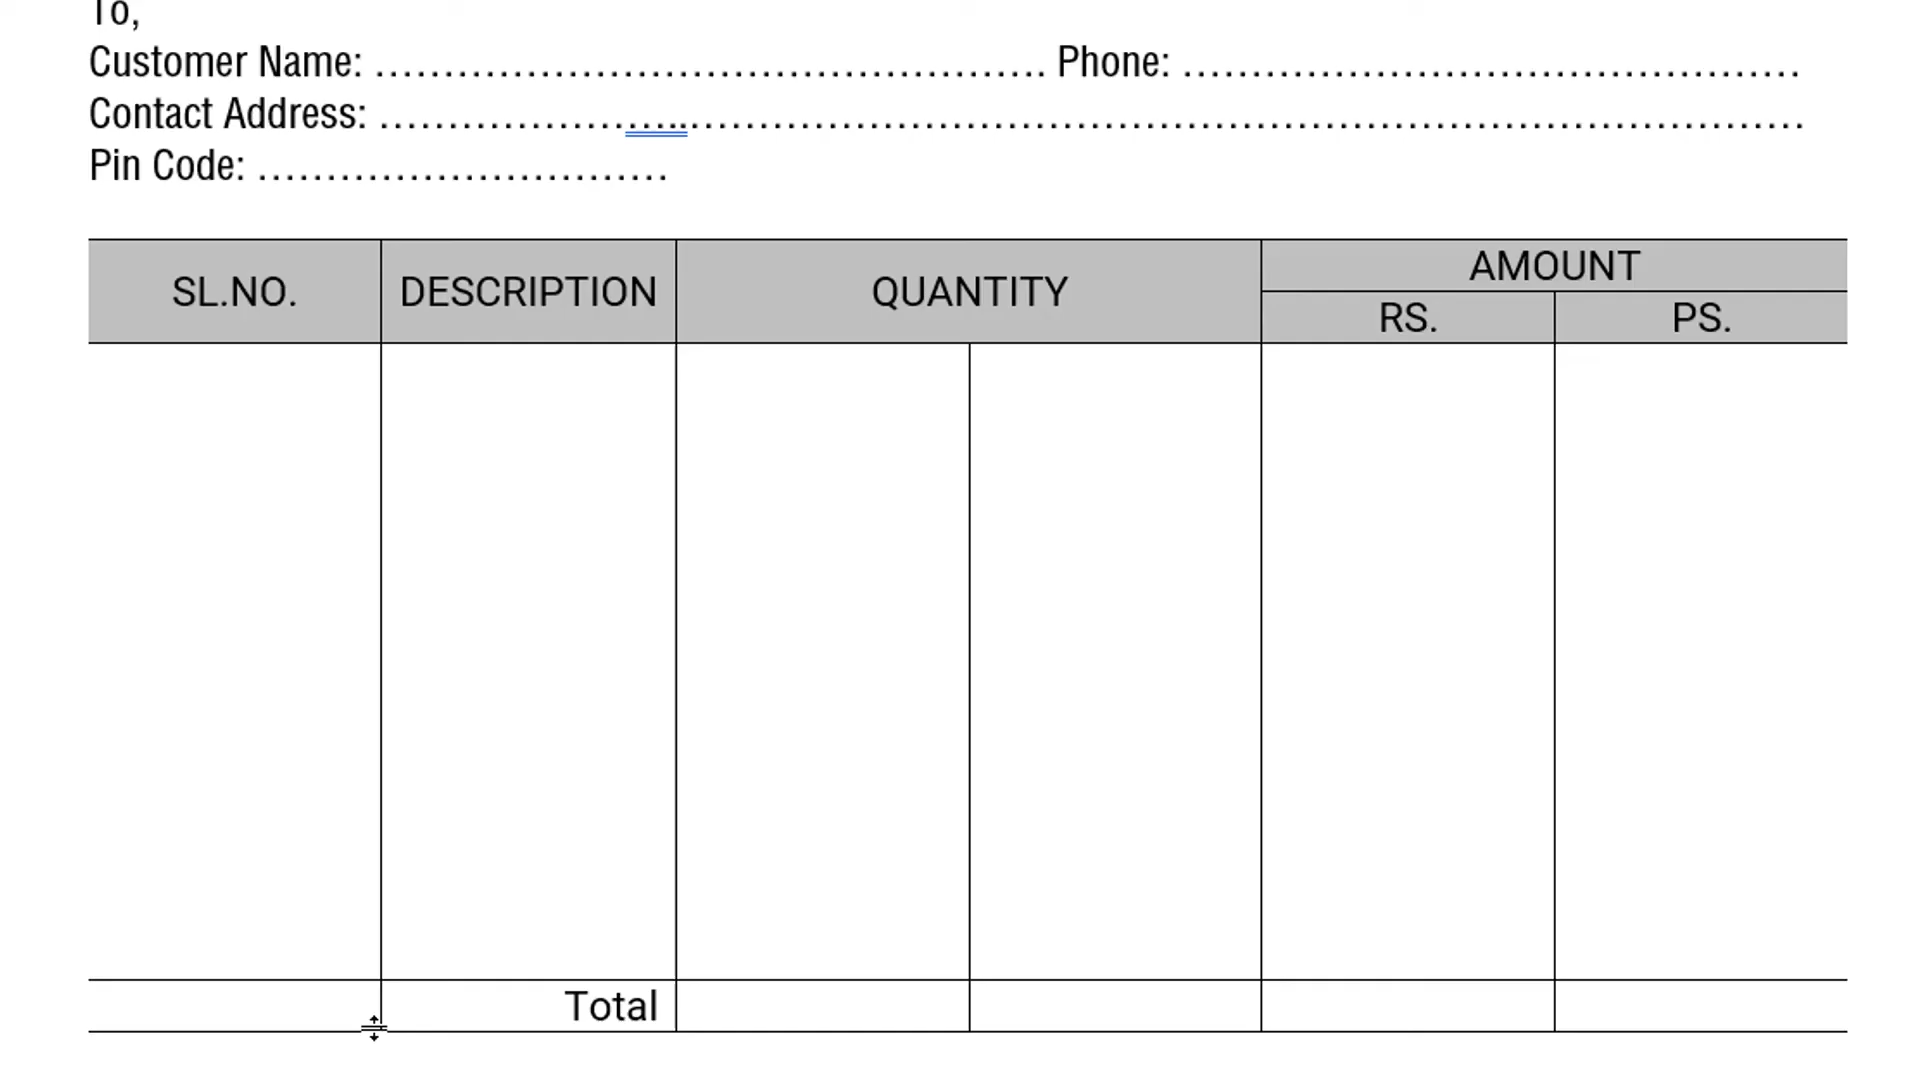 To,
Customer Name: ………………………………………… Phone: ………………………………………
Contact Address: ………………..…..………………………………………………………………………
Pin Code: …………………………
SL.NO. DESCRIPTION QUANTITY AMOUNT
RS. PS.
Total